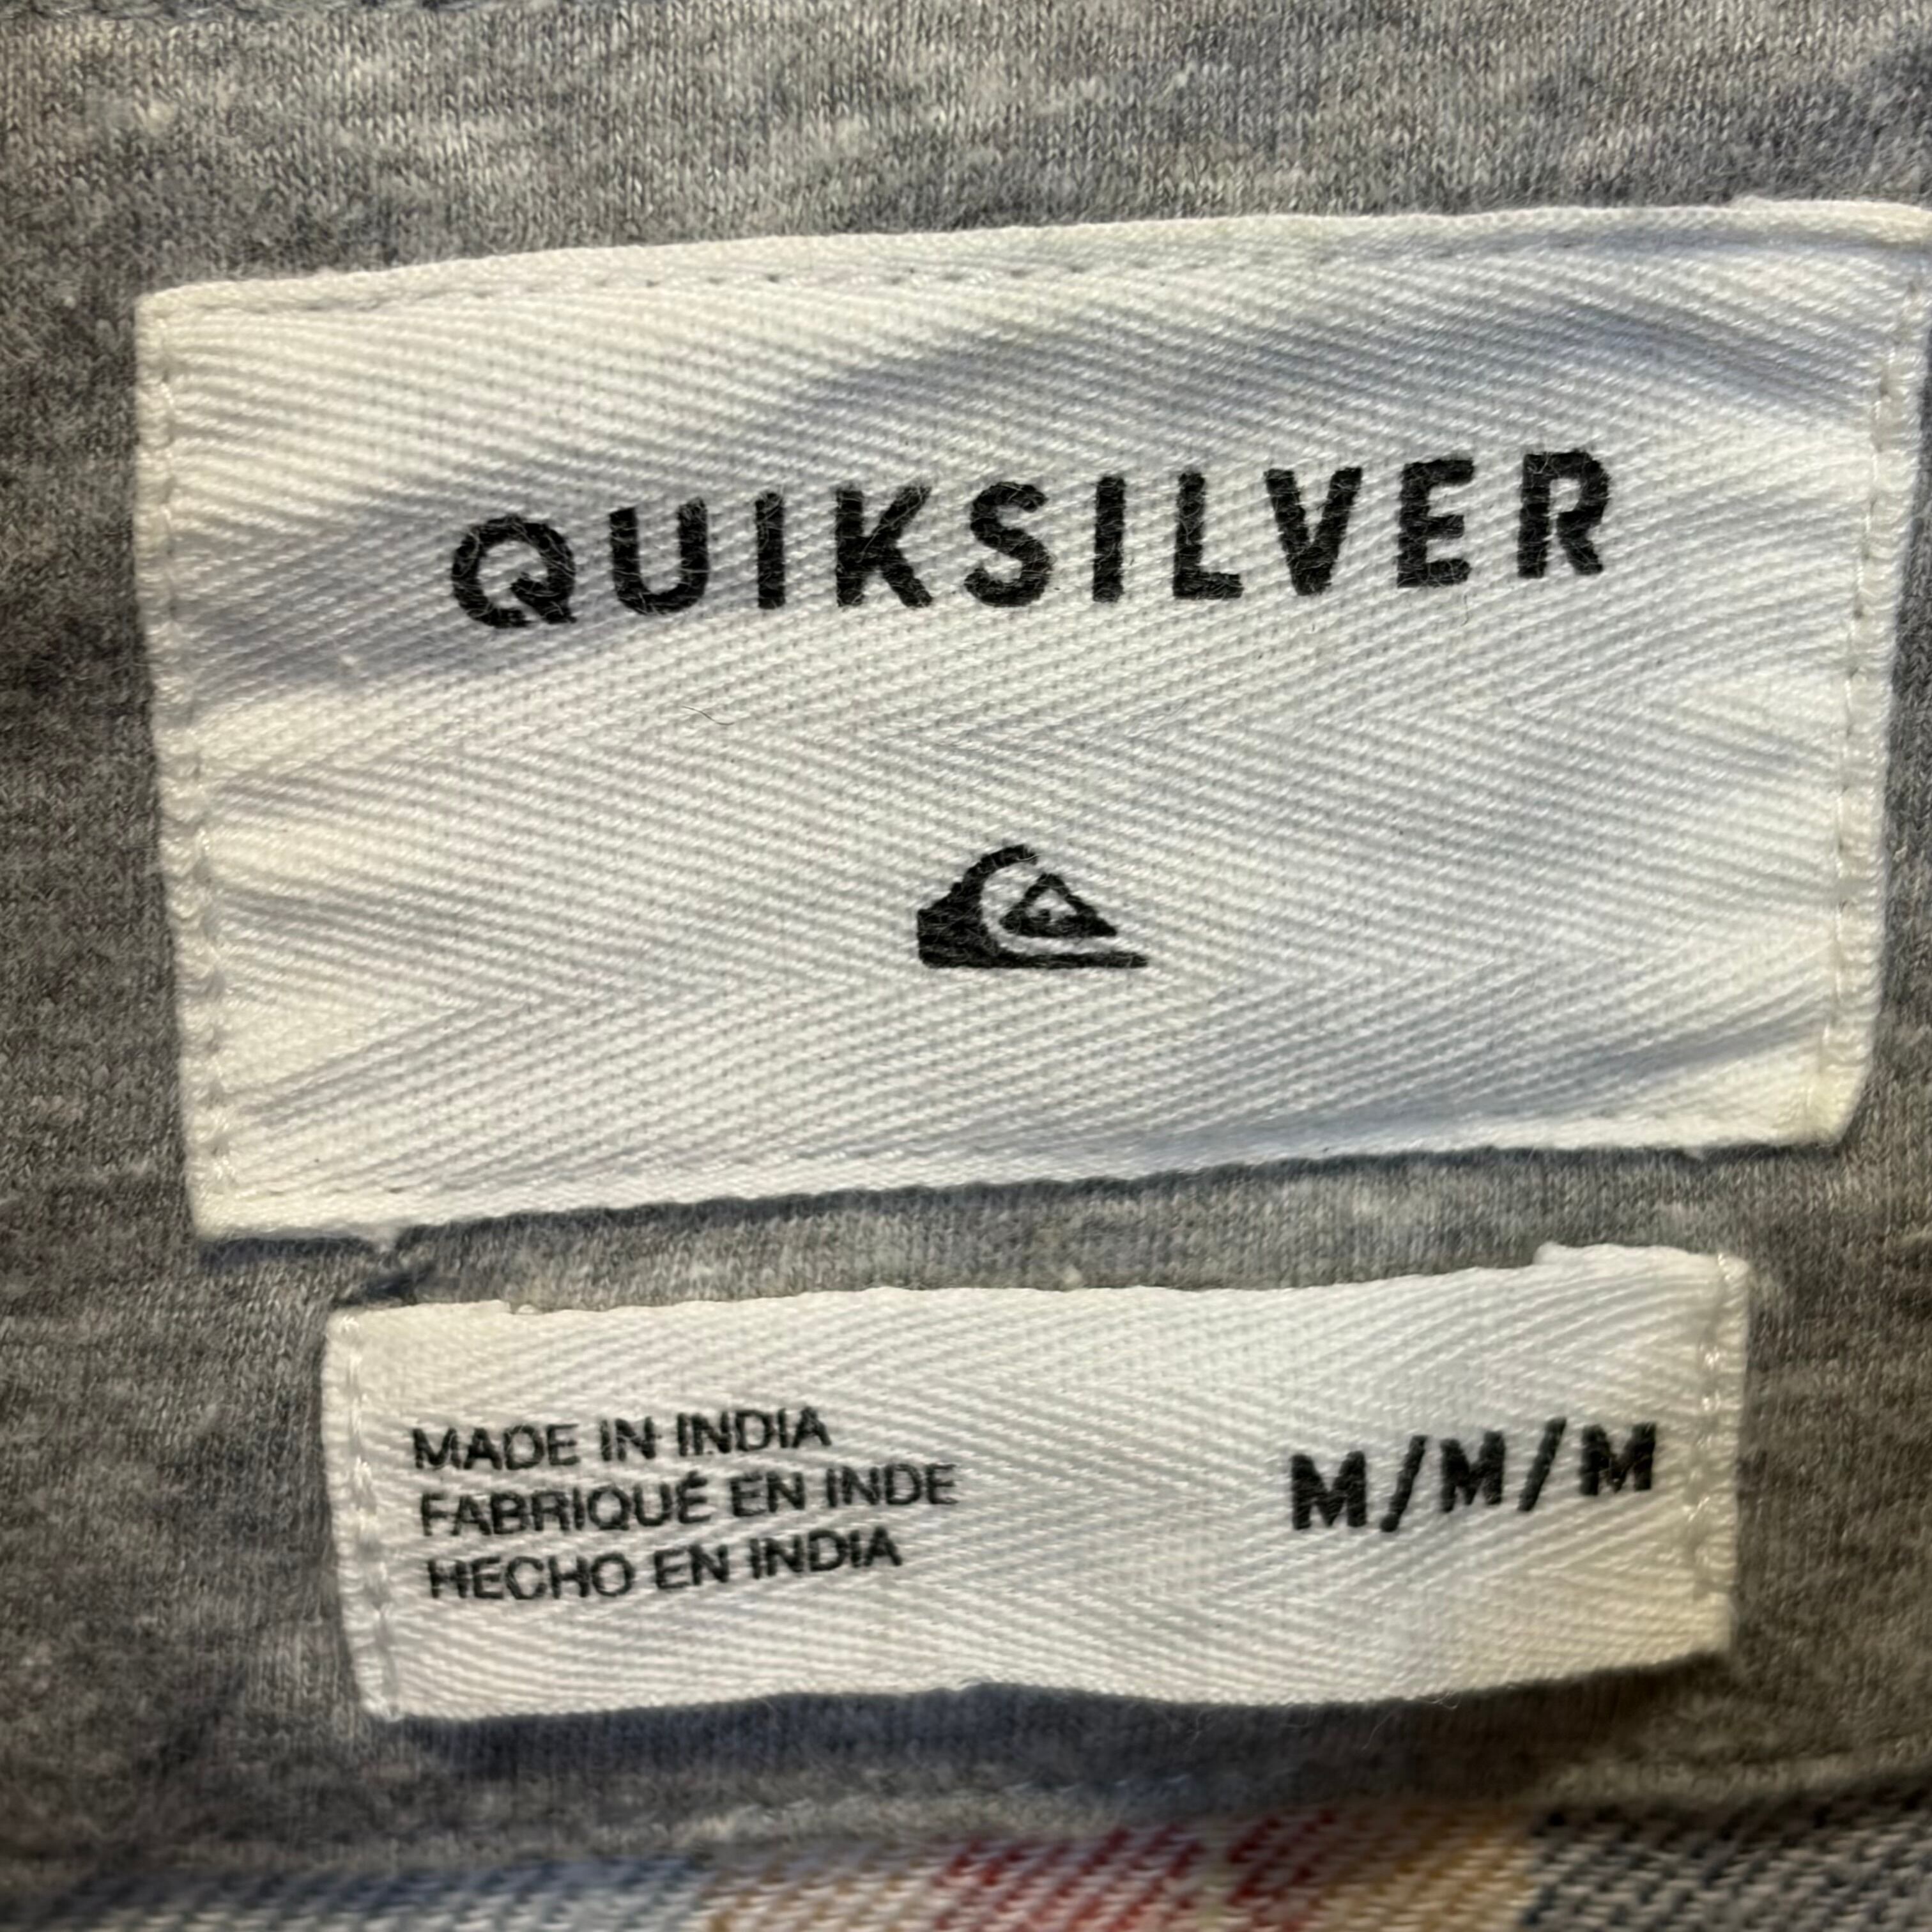 QUIKSILVER
MADE IN INDIA
FABRIQUÉ EN INDE
HECHO EN INDIA
M/M/M